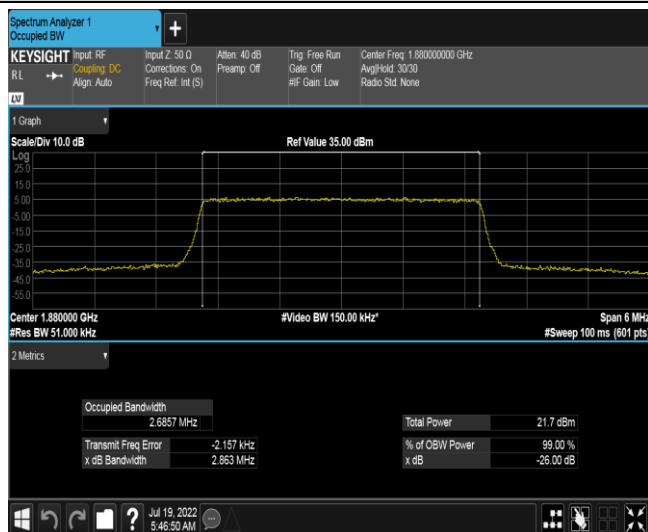 Spectrum Analyzer 1
Occupied BW
+
KEYSIGHT Input: RF Input Z: 50 Ω Atten: 40 dB Trig: Free Run Center Freq: 1.880000000 GHz
RL Coupling: DC Corrections: On Preamp: Off Gate: Off Avg|Hold: 30/30
Align: Auto Freq Ref: Int (S) #IF Gain: Low Radio Std: None
LXI
1 Graph
Scale/Div 10.0 dB Ref Value 35.00 dBm
Log
25.0
15.0
5.00
-5.00
-15.0
-25.0
-35.0
-45.0
-55.0
Center 1.880000 GHz #Video BW 150.00 kHz* Span 6 MHz
#Res BW 51.000 kHz #Sweep 100 ms (601 pts)
2 Metrics
Occupied Bandwidth
2.6857 MHz Total Power 21.7 dBm
Transmit Freq Error -2.157 kHz % of OBW Power 99.00 %
x dB Bandwidth 2.863 MHz x dB -26.00 dB
? Jul 19, 2022
5:46:50 AM